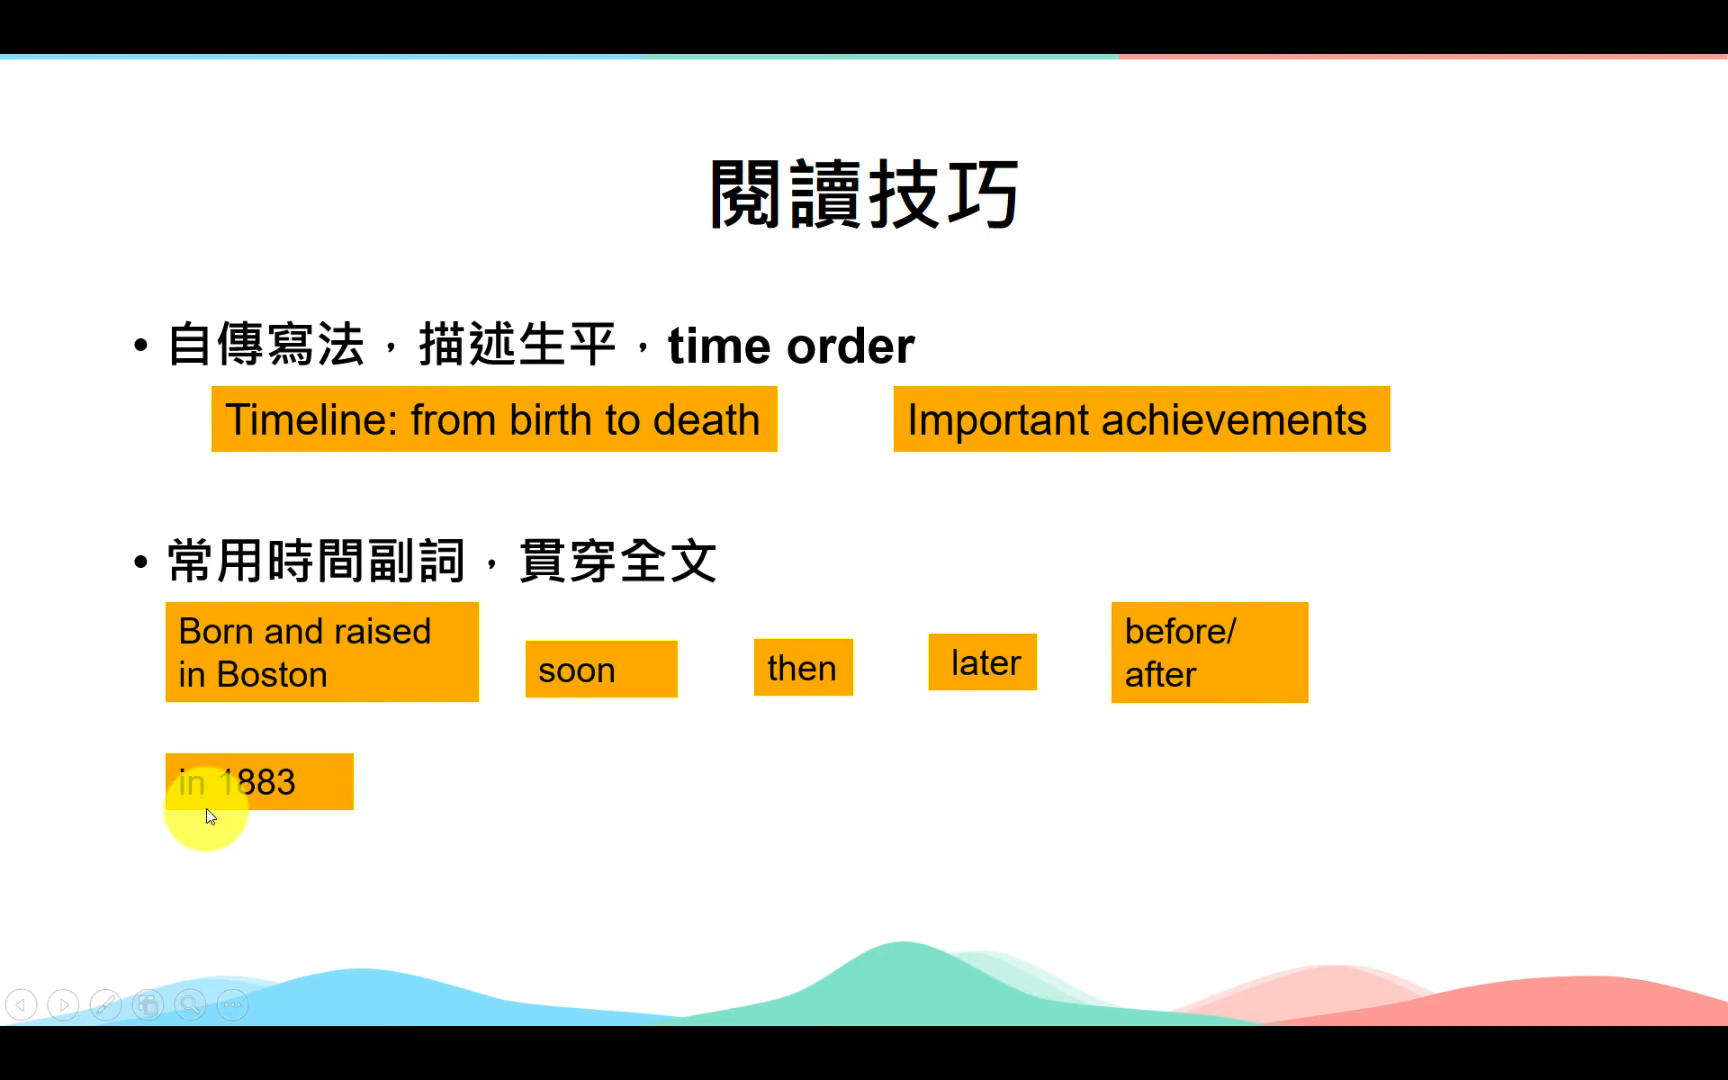 閱讀技巧
• 自傳寫法，描述生平，time order
Timeline: from birth to death
Important achievements
• 常用時間副詞，貫穿全文
Born and raised
in Boston
soon
then
later
before/
after
in 1883